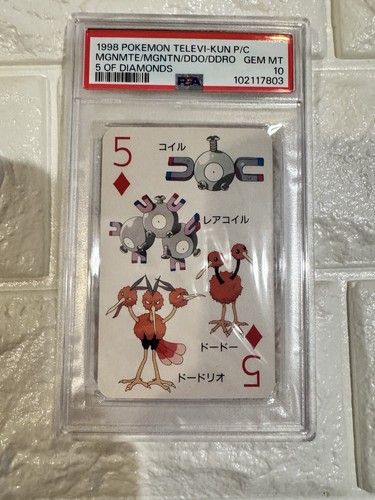 1998 POKEMON TELEVI-KUN P/C
MGNMTE/MGNTN/DDO/DDRO GEM MT
5 OF DIAMONDS 10
PSA 102117803
5
コイル
レアコイル
ドードー
ドードリオ
5